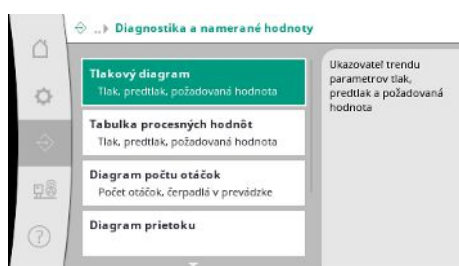 ..▸ Diagnostika a namerané hodnoty
Tlakový diagram
Tlak, predtlak, požadovaná hodnota
Tabulka procesných hodnôt
Tlak, predtlak, požadovaná hodnota
Diagram počtu otáčok
Počet otáčok, čerpadlá v prevádzke
Diagram prietoku
Ukazovateľ trendu
parametrov tlak,
predtlak a požadovaná
hodnota